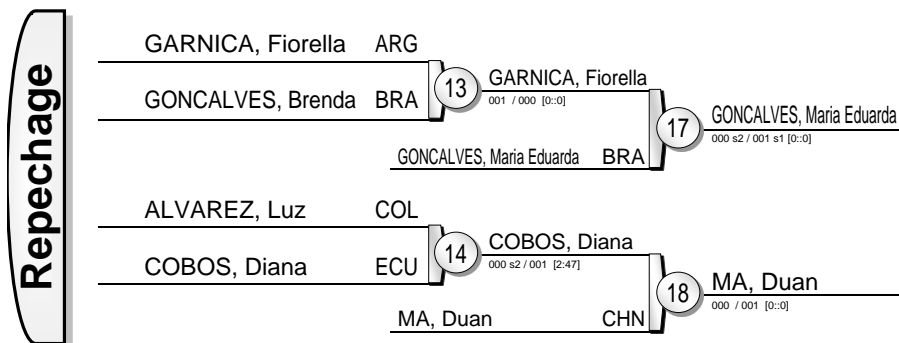 Repechage
GARNICA, Fiorella ARG
GONCALVES, Brenda BRA
13
GARNICA, Fiorella
001 / 000 [0::0]
GONCALVES, Maria Eduarda BRA
17
GONCALVES, Maria Eduarda
000 s2 / 001 s1 [0::0]
ALVAREZ, Luz COL
COBOS, Diana ECU
14
COBOS, Diana
000 s2 / 001 [2:47]
MA, Duan CHN
18
MA, Duan
000 / 001 [0::0]